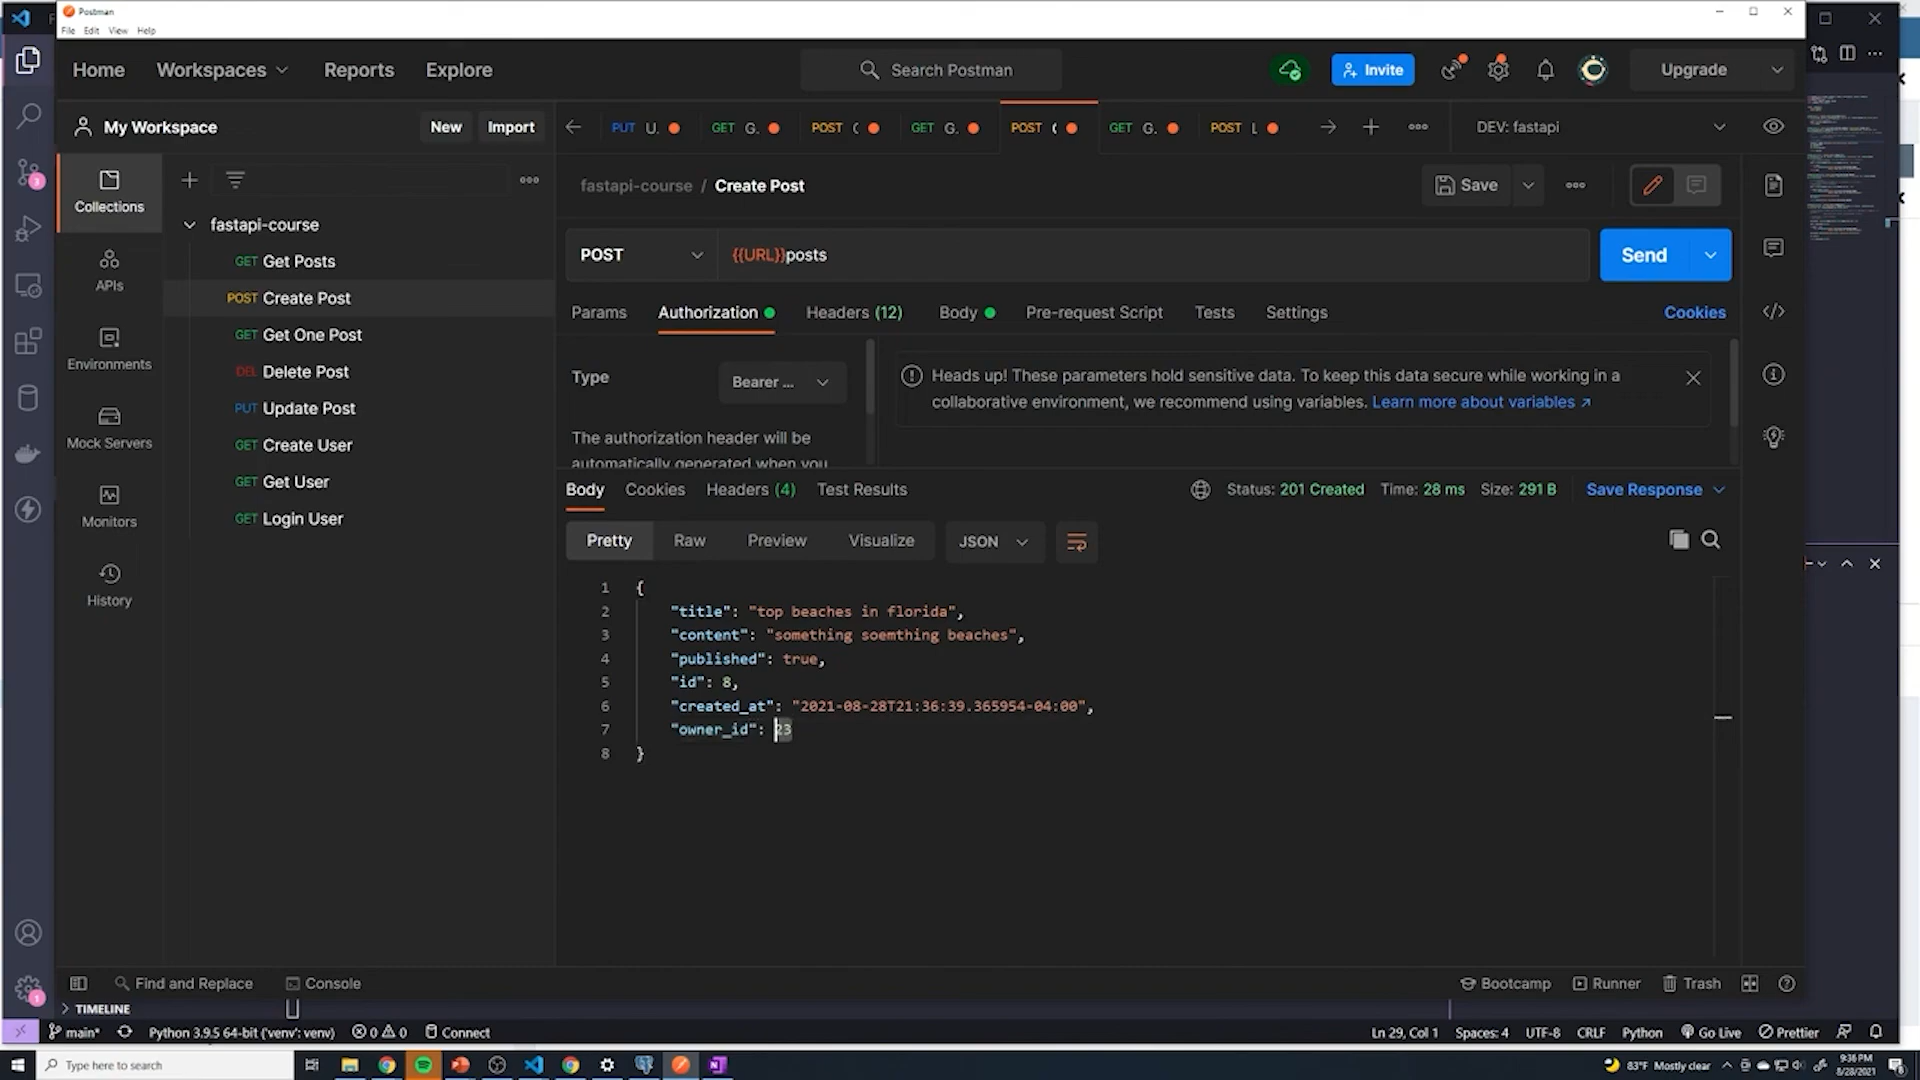 Postman
File Edit View Help
Home Workspaces Reports Explore
Search Postman
Invite
Upgrade
My Workspace
New Import
PUT U. GET G. POST GET G. POST GET G. POST L
DEV: fastapi
Collections
APIs
Environments
Mock Servers
Monitors
History
fastapi-course
GET Get Posts
POST Create Post
GET Get One Post
DEL Delete Post
PUT Update Post
GET Create User
GET Get User
GET Login User
fastapi-course / Create Post
Save
POST {{URL}}posts
Send
Params Authorization Headers (12) Body Pre-request Script Tests Settings Cookies
Type Bearer ...
The authorization header will be
automatically generated when you
Heads up! These parameters hold sensitive data. To keep this data secure while working in a
collaborative environment, we recommend using variables. Learn more about variables ↗
Body Cookies Headers (4) Test Results
Status: 201 Created Time: 28 ms Size: 291 B Save Response
Pretty Raw Preview Visualize JSON
1 {
2 "title": "top beaches in florida",
3 "content": "something soemthing beaches",
4 "published": true,
5 "id": 8,
6 "created_at": "2021-08-28T21:36:39.365954-04:00",
7 "owner_id": 23
8 }
Find and Replace Console
Bootcamp Runner Trash
TIMELINE
main* Python 3.9.5 64-bit ('venv': venv) 0 0 Connect
Ln 29, Col 1 Spaces: 4 UTF-8 CRLF Python Go Live Prettier
Type here to search
83°F Mostly clear
9:36 PM
8/28/2021
3
1